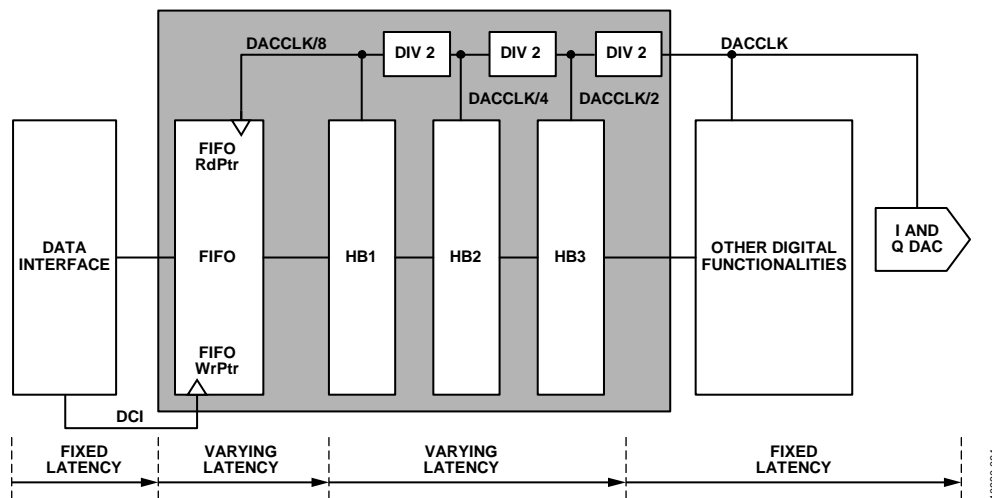 DACCLK/8
DIV 2
DIV 2
DIV 2
DACCLK
DACCLK/4
DACCLK/2
DATA
INTERFACE
FIFO
RdPtr
FIFO
FIFO
WrPtr
HB1
HB2
HB3
OTHER DIGITAL
FUNCTIONALITIES
I AND
Q DAC
DCI
FIXED
LATENCY
VARYING
LATENCY
VARYING
LATENCY
FIXED
LATENCY